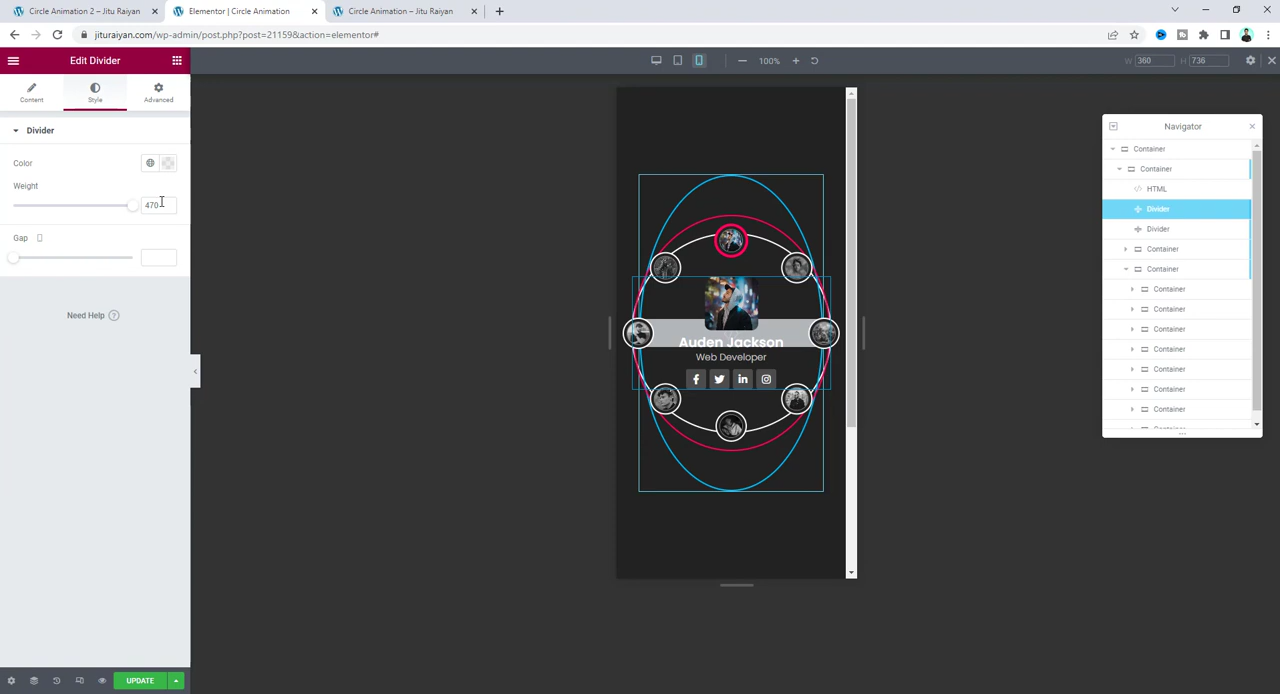 Circle Animation 2 – Jitu Raiyan
Elementor | Circle Animation
Circle Animation – Jitu Raiyan
jituraiyan.com/wp-admin/post.php?post=21159&action=elementor#
Edit Divider
100%
W 360
H 736
Content
Style
Advanced
Divider
Color
Weight
470
Gap
Need Help
Auden Jackson
Web Developer
Navigator
Container
Container
HTML
Divider
Divider
Container
Container
Container
Container
Container
Container
Container
Container
Container
UPDATE